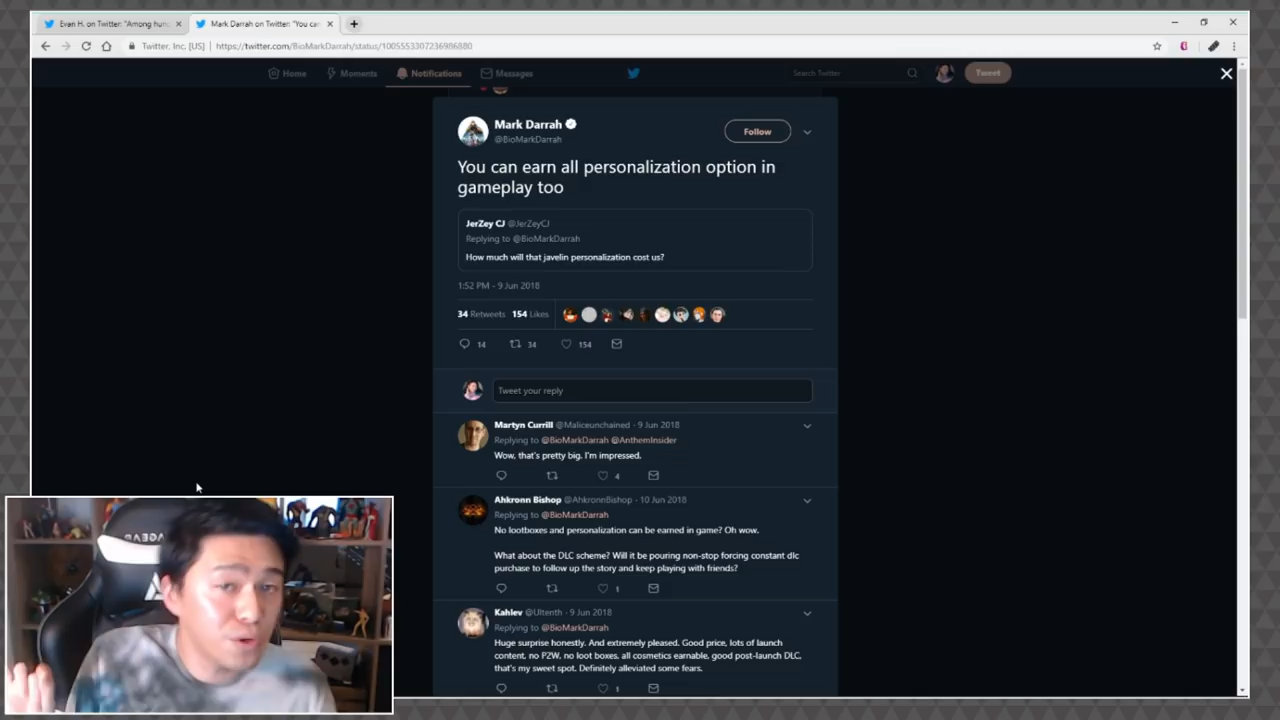 Evan H. on Twitter: "Among hun
Mark Darrah on Twitter: "You ca
Twitter, Inc. [US] | https://twitter.com/BioMarkDarrah/status/1005553307236986880
Home
Moments
Notifications
Messages
Search Twitter
Tweet
Mark Darrah
@BioMarkDarrah
Follow
You can earn all personalization option in
gameplay too
JerZey CJ @JerZeyCJ
Replying to @BioMarkDarrah
How much will that javelin personalization cost us?
1:52 PM - 9 Jun 2018
34 Retweets 154 Likes
14
34
154
Tweet your reply
Martyn Currill @Maliceunchained · 9 Jun 2018
Replying to @BioMarkDarrah @AnthemInsider
Wow, that's pretty big. I'm impressed.
4
Ahkronn Bishop @AhkronnBishop · 10 Jun 2018
Replying to @BioMarkDarrah
No lootboxes and personalization can be earned in game? Oh wow.
What about the DLC scheme? Will it be pouring non-stop forcing constant dlc
purchase to follow up the story and keep playing with friends?
1
Kahlev @Ultenth · 9 Jun 2018
Replying to @BioMarkDarrah
Huge surprise honestly. And extremely pleased. Good price, lots of launch
content, no P2W, no loot boxes, all cosmetics earnable, good post-launch DLC,
that's my sweet spot. Definitely alleviated some fears.
1